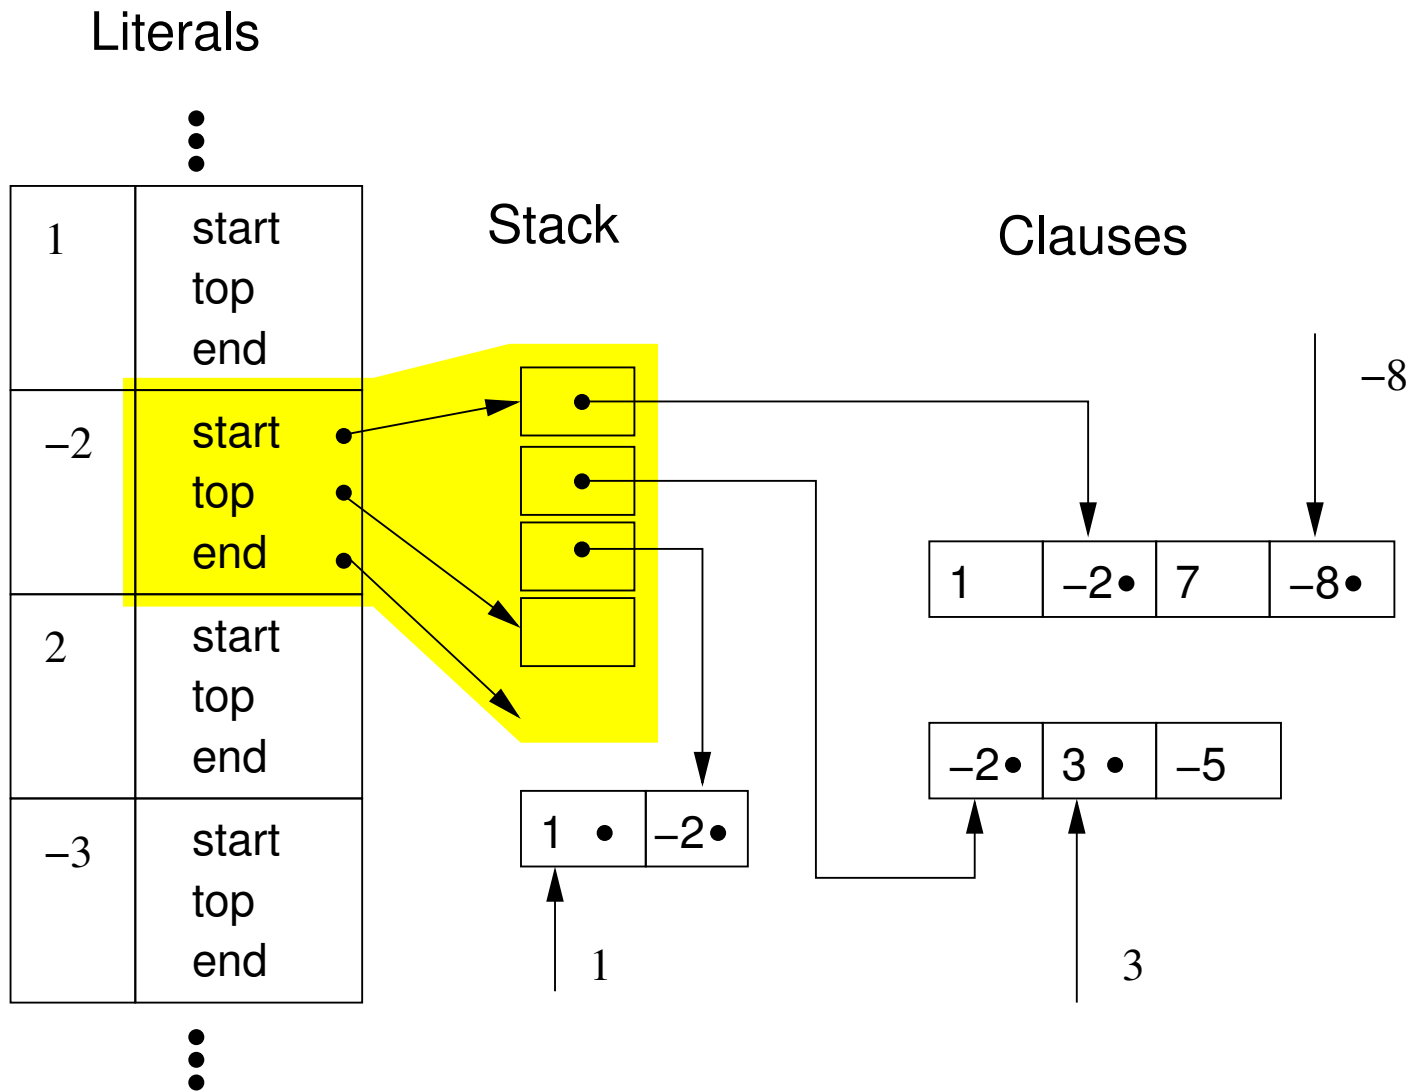 Literals
Stack
Clauses
1
start
top
end
−2
start
top
end
2
start
top
end
−3
start
top
end
−8
1 −2 7 −8
−2 3 −5
1 −2
1
3